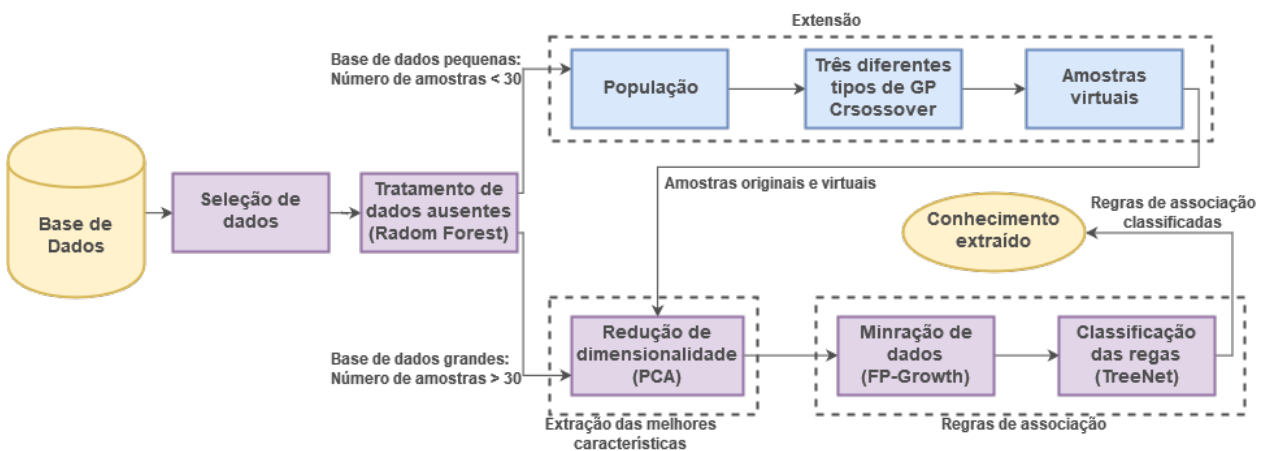 Extensão
Base de dados pequenas:
Número de amostras < 30
População
Três diferentes
tipos de GP
Crsossover
Amostras
virtuais
Base de
Dados
Seleção de
dados
Tratamento de
dados ausentes
(Radom Forest)
Amostras originais e virtuais
Conhecimento
extraído
Regras de associação
classificadas
Base de dados grandes:
Número de amostras > 30
Redução de
dimensionalidade
(PCA)
Minração de
dados
(FP-Growth)
Classificação
das regas
(TreeNet)
Extração das melhores
características
Regras de associação